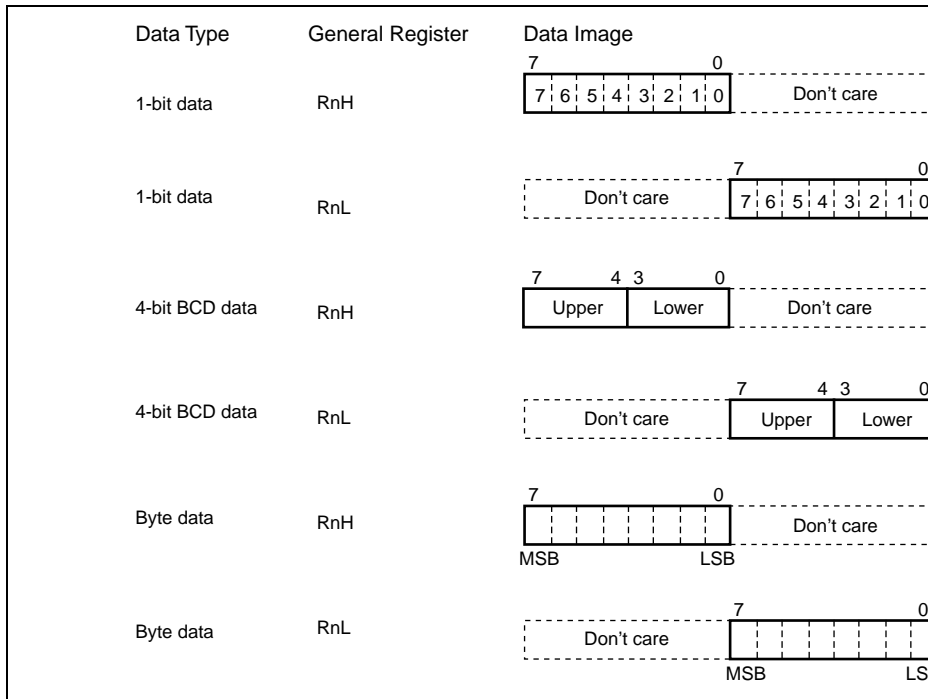 Data Type General Register Data Image
7 0
1-bit data RnH 7 6 5 4 3 2 1 0 Don't care
7 0
1-bit data RnL Don't care 7 6 5 4 3 2 1 0
7 4 3 0
4-bit BCD data RnH Upper Lower Don't care
7 4 3 0
4-bit BCD data RnL Don't care Upper Lower
7 0
Byte data RnH Don't care
MSB LSB
7 0
Byte data RnL Don't care
MSB LS